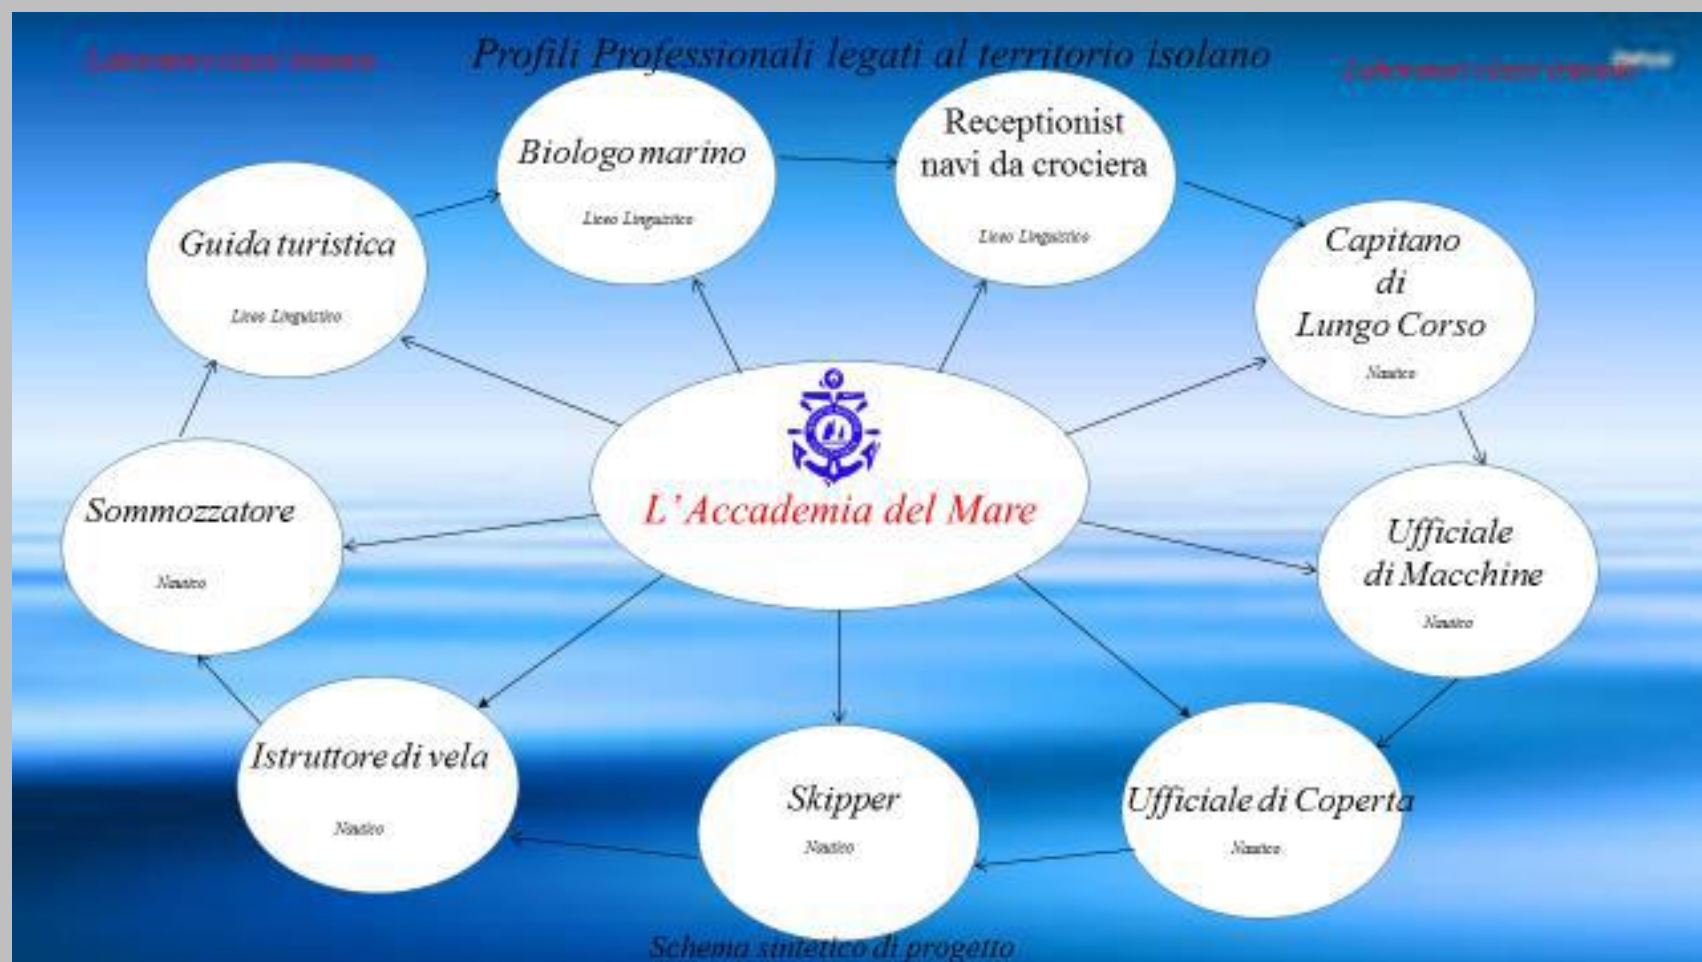 Profili Professionali legati al territorio isolano
Biologo marino
Liceo Linguistico
Receptionist
navi da crociera
Liceo Linguistico
Guida turistica
Liceo Linguistico
Capitano
di
Lungo Corso
Nautico
L'Accademia del Mare
Sommozzatore
Nautico
Ufficiale
di Macchine
Nautico
Istruttore di vela
Nautico
Skipper
Nautico
Ufficiale di Coperta
Nautico
Schema sintetico di progetto